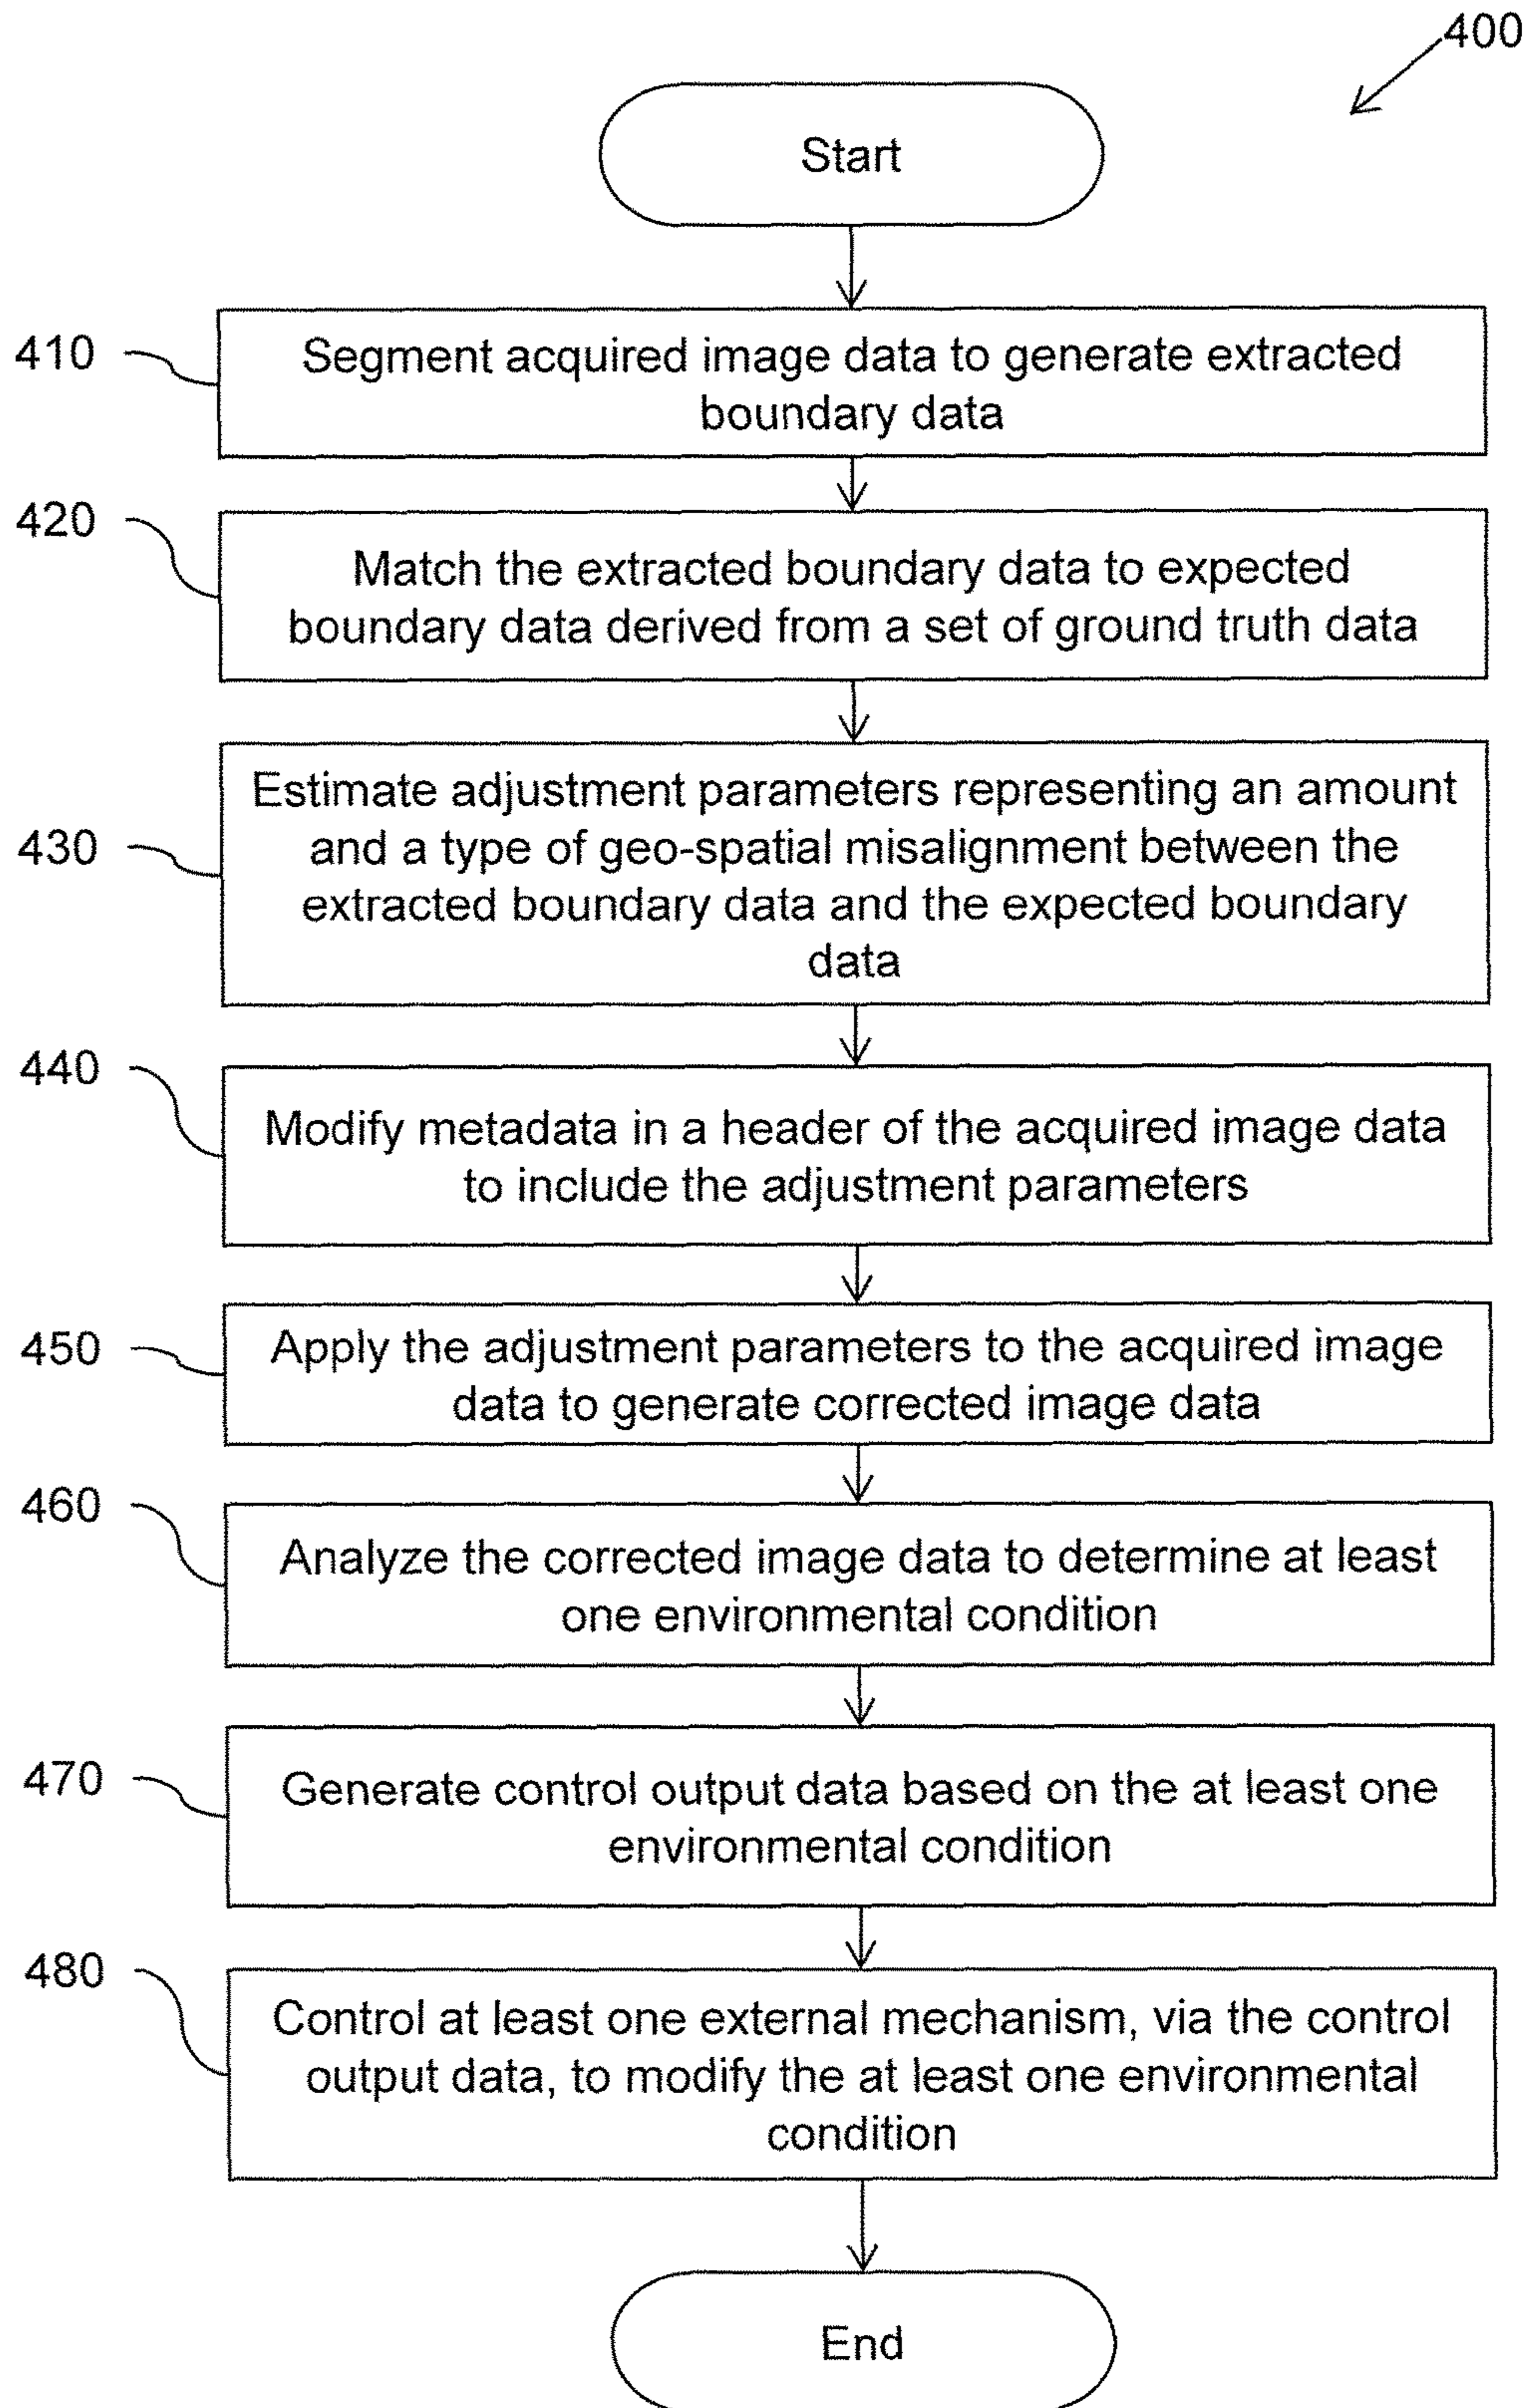 400
Start
410
Segment acquired image data to generate extracted
boundary data
420
Match the extracted boundary data to expected
boundary data derived from a set of ground truth data
430
Estimate adjustment parameters representing an amount
and a type of geo-spatial misalignment between the
extracted boundary data and the expected boundary
data
440
Modify metadata in a header of the acquired image data
to include the adjustment parameters
450
Apply the adjustment parameters to the acquired image
data to generate corrected image data
460
Analyze the corrected image data to determine at least
one environmental condition
470
Generate control output data based on the at least one
environmental condition
480
Control at least one external mechanism, via the control
output data, to modify the at least one environmental
condition
End